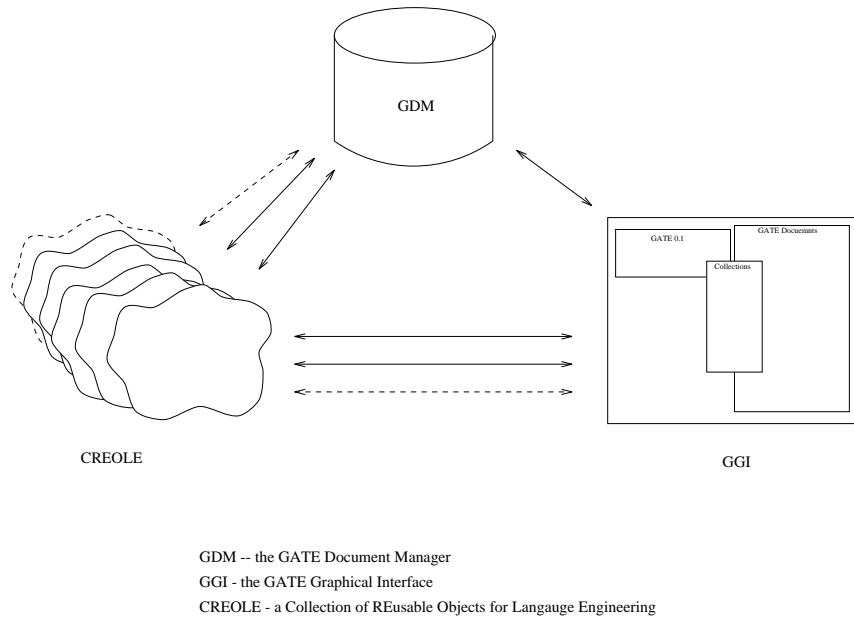 GDM
GATE 0.1
GATE Docuemnts
Collections
CREOLE
GGI
GDM -- the GATE Document Manager
GGI - the GATE Graphical Interface
CREOLE - a Collection of REusable Objects for Langauge Engineering